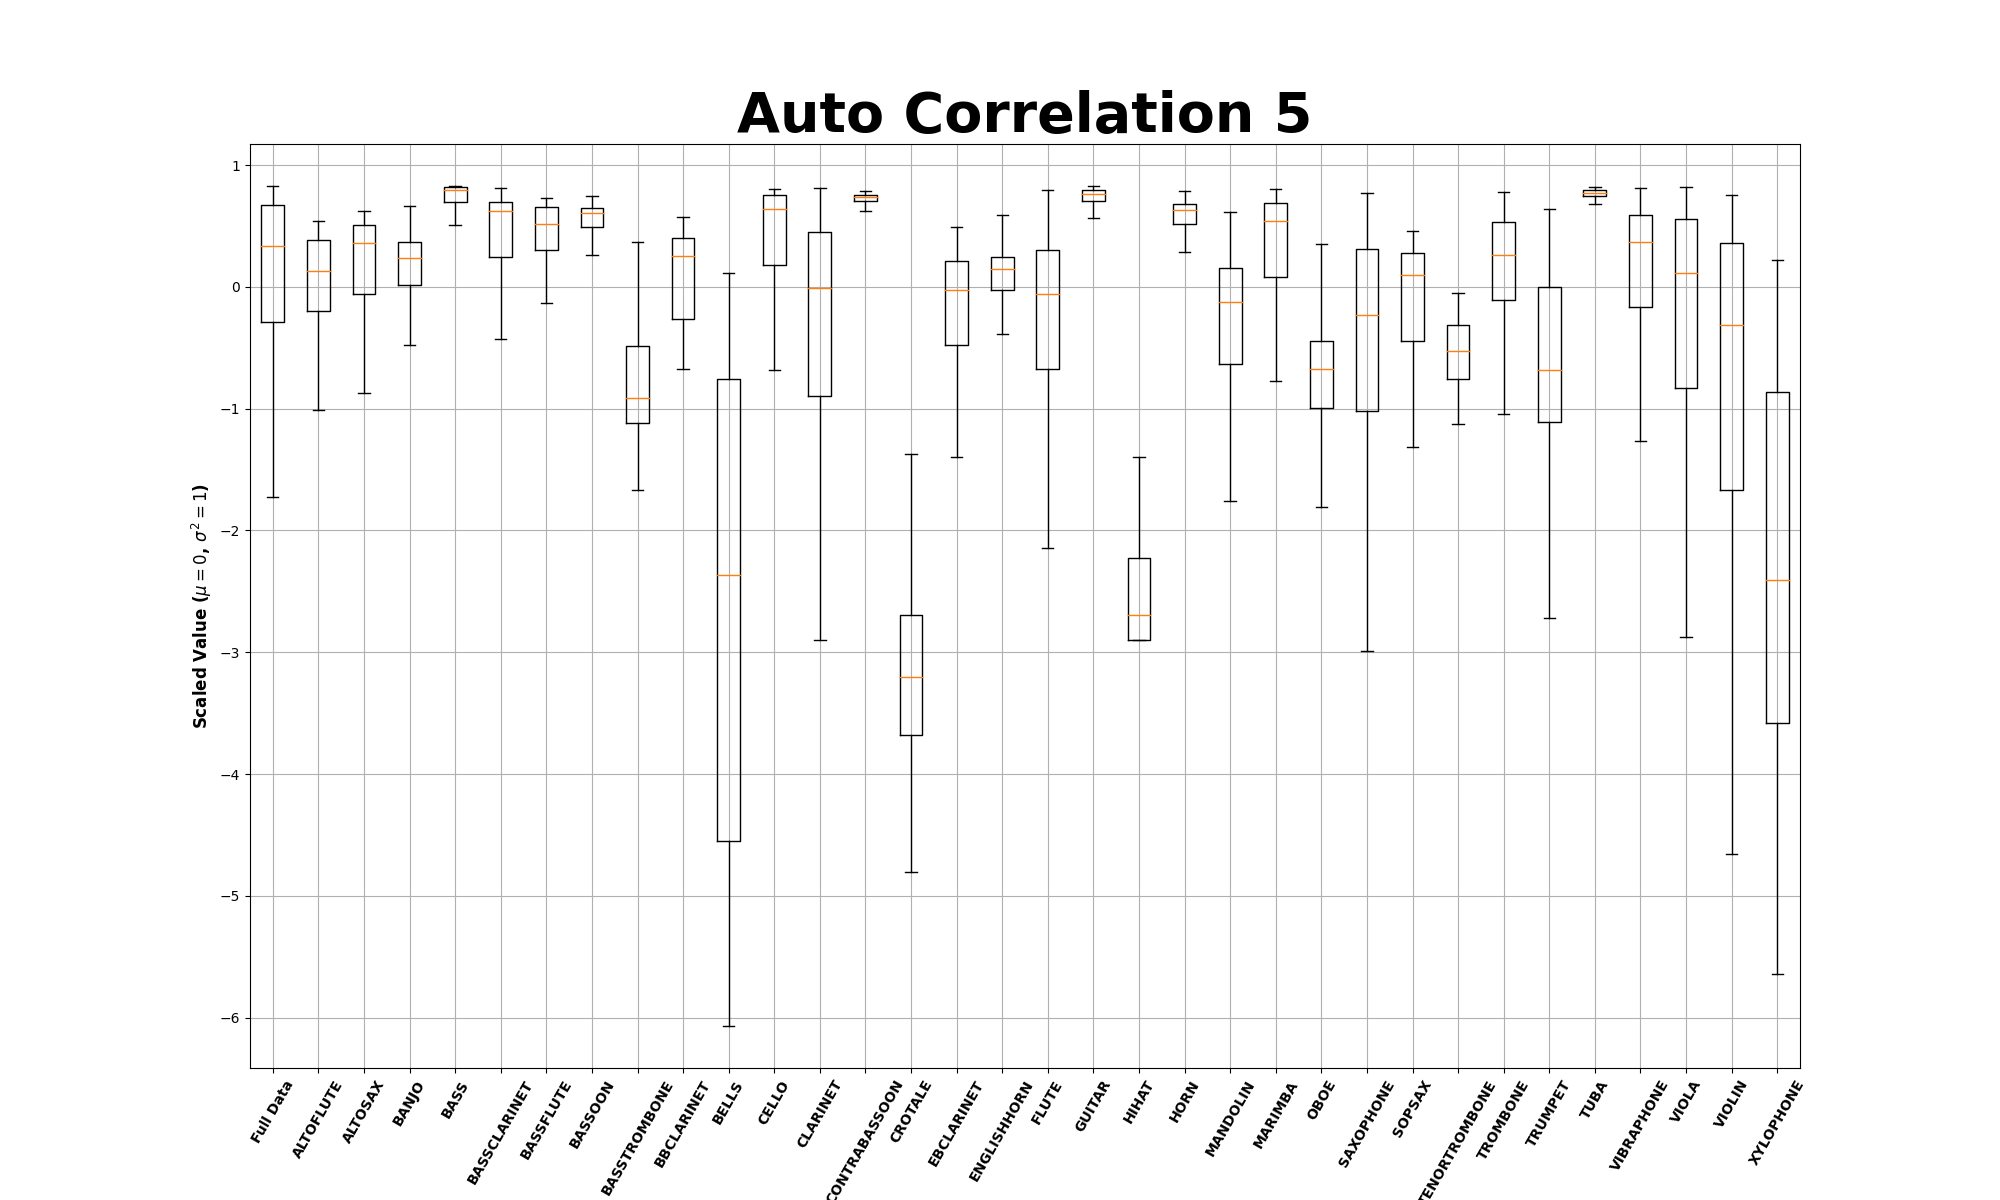 Auto Correlation 5
Scaled Value (μ = 0, σ² = 1)
1
0
−1
−2
−3
−4
−5
−6
Full Data
ALTOFLUTE
ALTOSAX
BANJO
BASS
BASSCLARINET
BASSFLUTE
BASSOON
BASSTROMBONE
BBCLARINET
BELLS
CELLO
CLARINET
CONTRABASSOON
CROTALE
EBCLARINET
ENGLISHHORN
FLUTE
GUITAR
HIHAT
HORN
MANDOLIN
MARIMBA
OBOE
SAXOPHONE
SOPSAX
TENORTROMBONE
TROMBONE
TRUMPET
TUBA
VIBRAPHONE
VIOLA
VIOLIN
XYLOPHONE